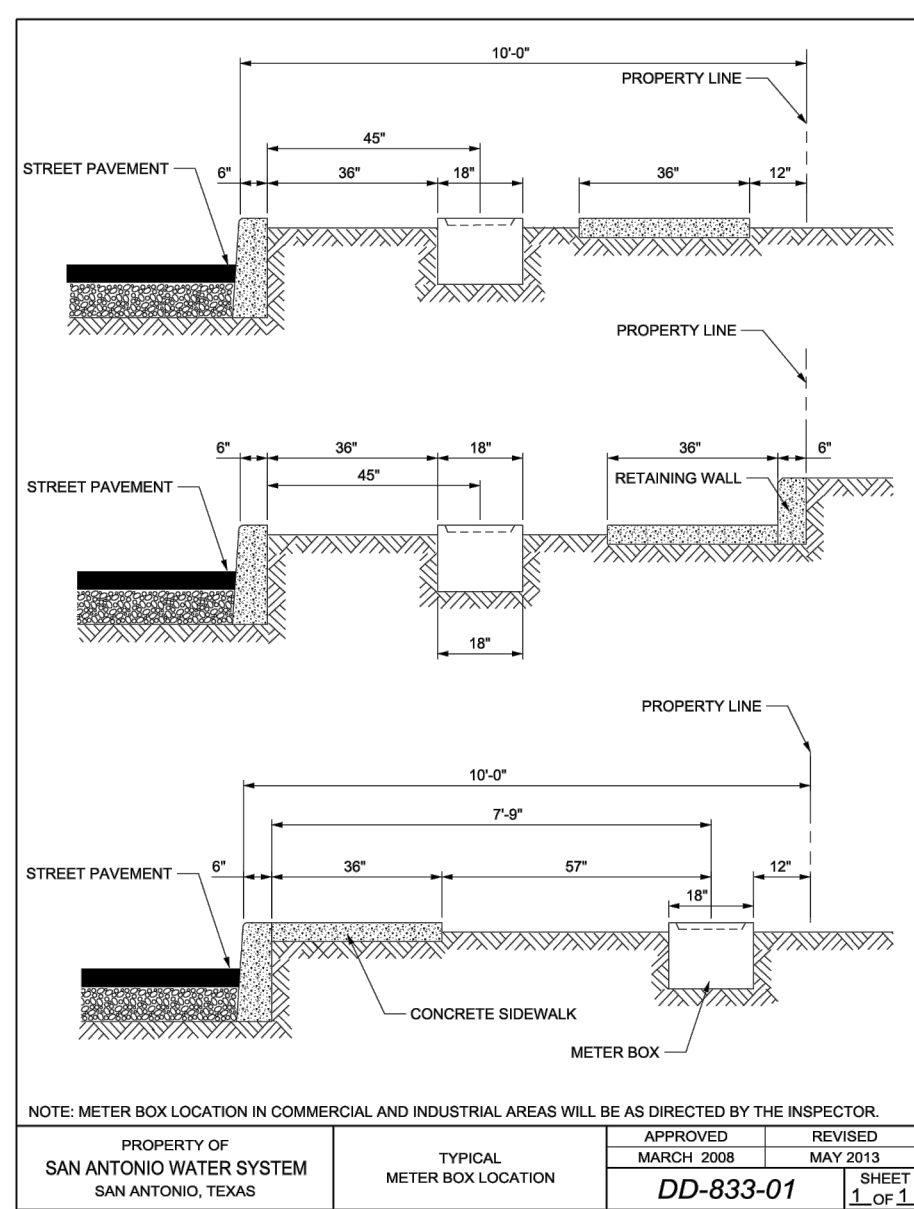 10'-0"
PROPERTY LINE
45"
STREET PAVEMENT
6" 36" 18" 36" 12"
PROPERTY LINE
6" 36" 18" 36" 6"
45"
RETAINING WALL
STREET PAVEMENT
18"
PROPERTY LINE
10'-0"
7'-9"
STREET PAVEMENT
6" 36" 57" 12"
18"
CONCRETE SIDEWALK
METER BOX
NOTE: METER BOX LOCATION IN COMMERCIAL AND INDUSTRIAL AREAS WILL BE AS DIRECTED BY THE INSPECTOR.
PROPERTY OF
SAN ANTONIO WATER SYSTEM
SAN ANTONIO, TEXAS
TYPICAL
METER BOX LOCATION
APPROVED
MARCH 2008
REVISED
MAY 2013
DD-833-01
SHEET
1 OF 1